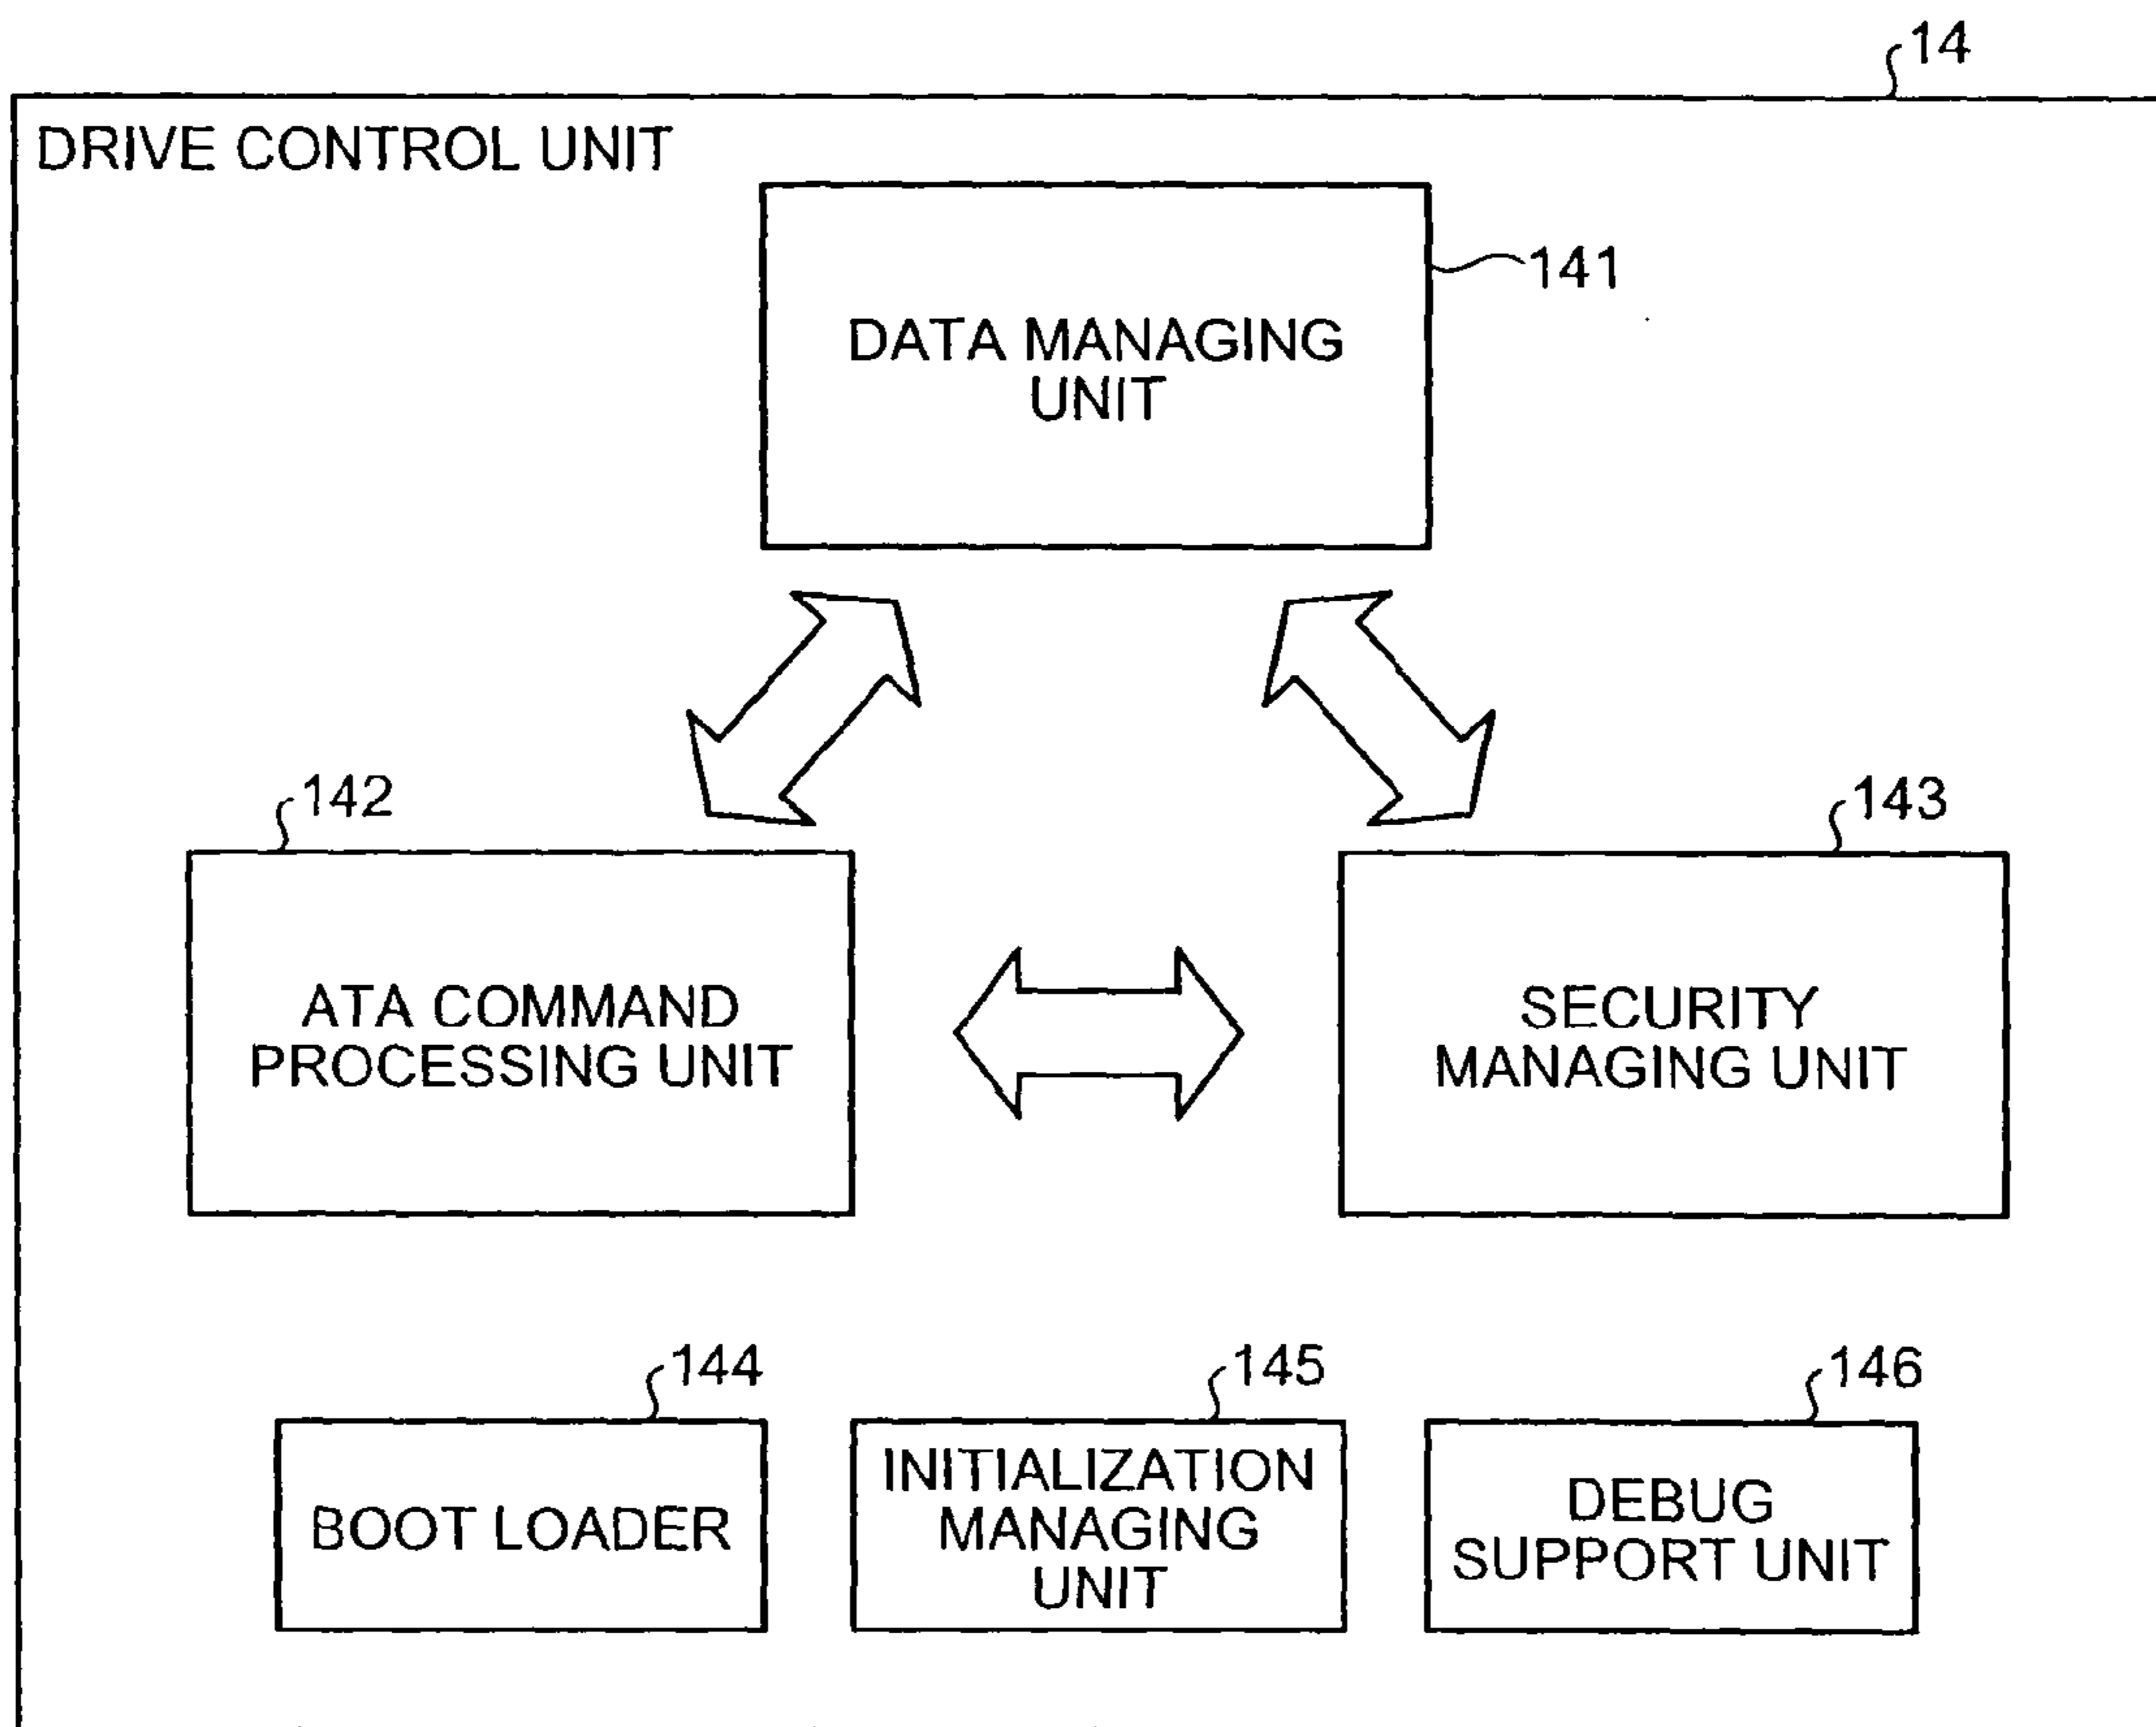 14
DRIVE CONTROL UNIT
141
DATA MANAGING
UNIT
142
143
ATA COMMAND
PROCESSING UNIT
SECURITY
MANAGING UNIT
144
145
146
BOOT LOADER
INITIALIZATION
MANAGING
UNIT
DEBUG
SUPPORT UNIT